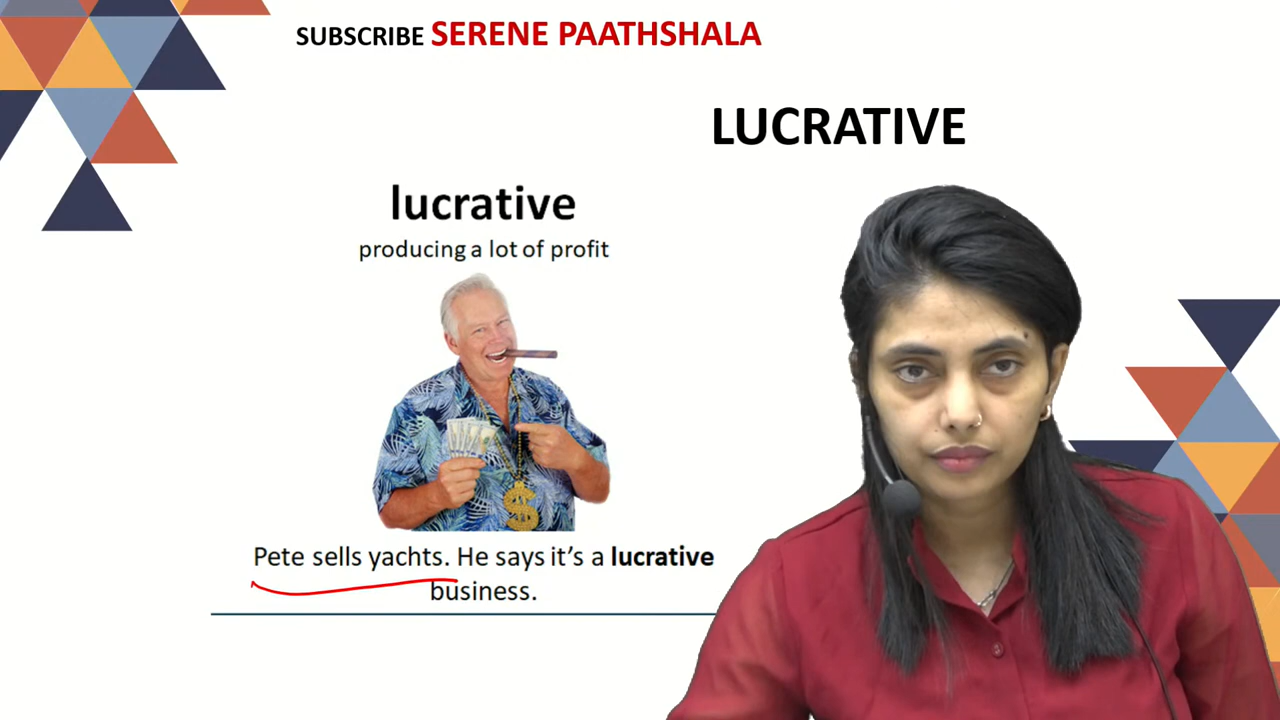 SUBSCRIBE SERENE PAATHSHALA
LUCRATIVE
lucrative
producing a lot of profit
$
Pete sells yachts. He says it’s a lucrative
business.